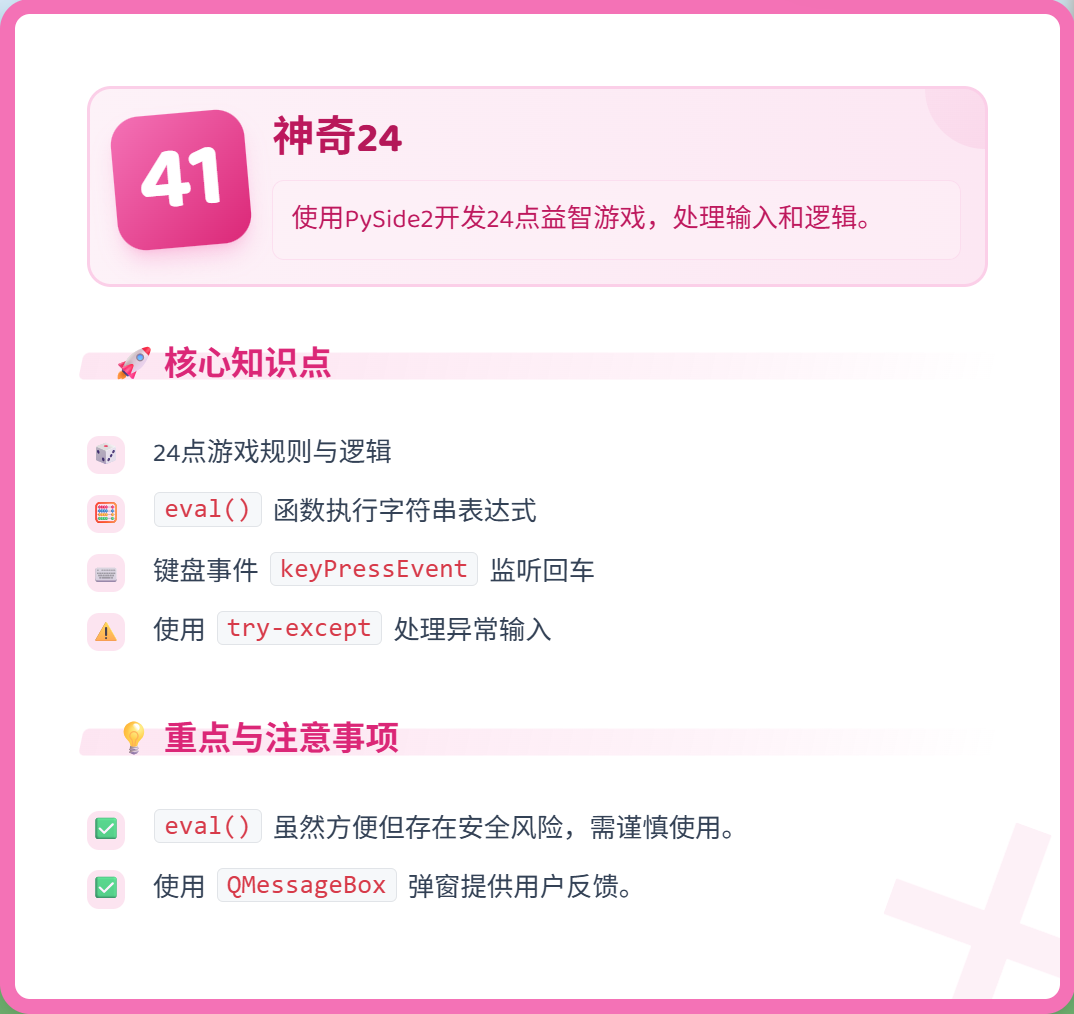 41
神奇24
使用PySide2开发24点益智游戏，处理输入和逻辑。
🚀 核心知识点
24点游戏规则与逻辑
eval() 函数执行字符串表达式
键盘事件 keyPressEvent 监听回车
使用 try-except 处理异常输入
💡 重点与注意事项
eval() 虽然方便但存在安全风险，需谨慎使用。
使用 QMessageBox 弹窗提供用户反馈。